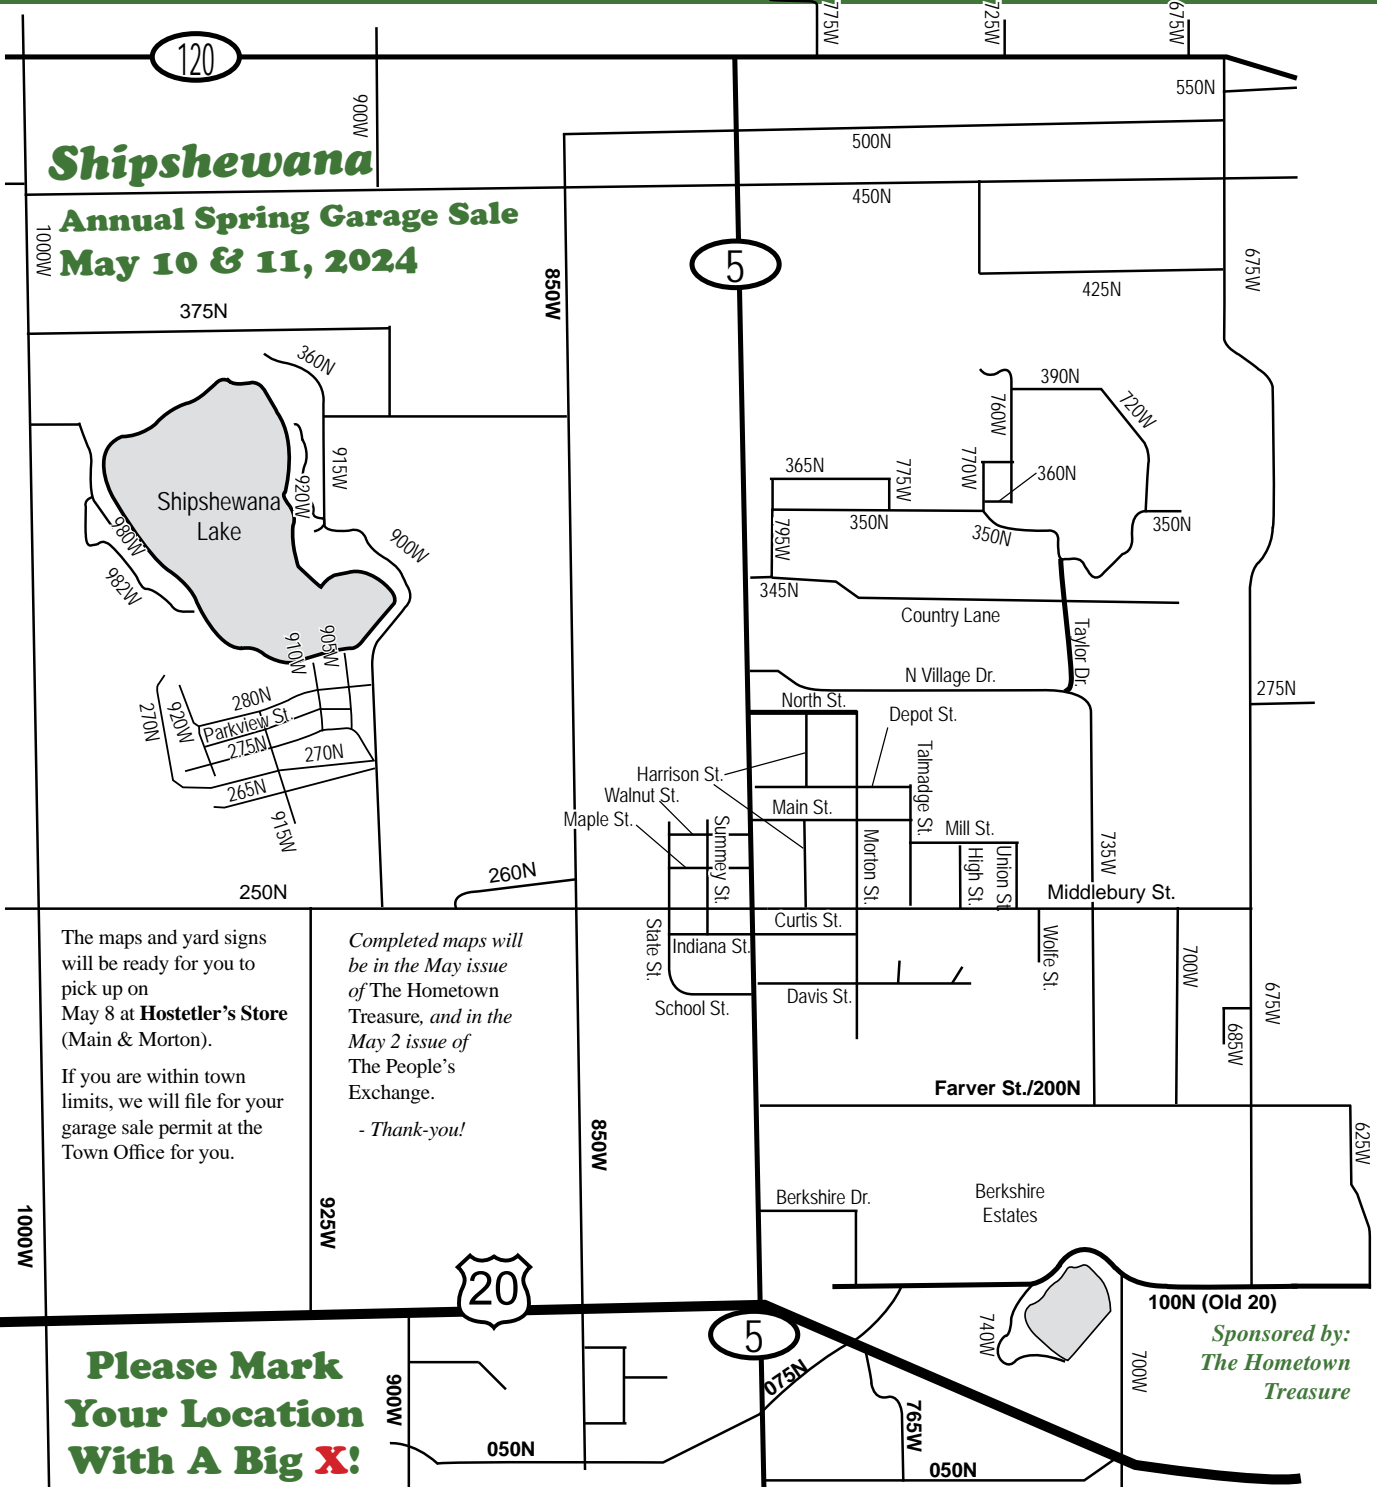 775W
725W
675W
120
550N
900W
500N
Shipshewana
450N
Annual Spring Garage Sale
1000W
May 10 & 11, 2024
5
675W
850W
425N
375N
360N
390N
760W
720W
915W
365N
775W
770W
360N
920W
Shipshewana
Lake
980W
900W
795W
350N
350N
350N
982W
345N
Country Lane
Taylor Dr.
910W
905W
N Village Dr.
275N
280N
North St.
270N
920W
Parkview St.
Depot St.
275N
270N
Talmadge St.
Harrison St.
265N
Walnut St.
Main St.
Maple St.
Summey St.
915W
Morton St.
Mill St.
High St.
Union St.
735W
260N
250N
Middlebury St.
Curtis St.
State St.
Indiana St.
Wolfe St.
700W
School St.
Davis St.
675W
685W
The maps and yard signs
will be ready for you to
pick up on
May 8 at Hostetler's Store
(Main & Morton).
If you are within town
limits, we will file for your
garage sale permit at the
Town Office for you.
Completed maps will
be in the May issue
of The Hometown
Treasure, and in the
May 2 issue of
The People's
Exchange.
- Thank-you!
Farver St./200N
850W
625W
Berkshire Dr.
Berkshire
Estates
1000W
925W
20
100N (Old 20)
5
740W
700W
Sponsored by:
The Hometown
Treasure
Please Mark
Your Location
With A Big X!
900W
075N
765W
050N
050N